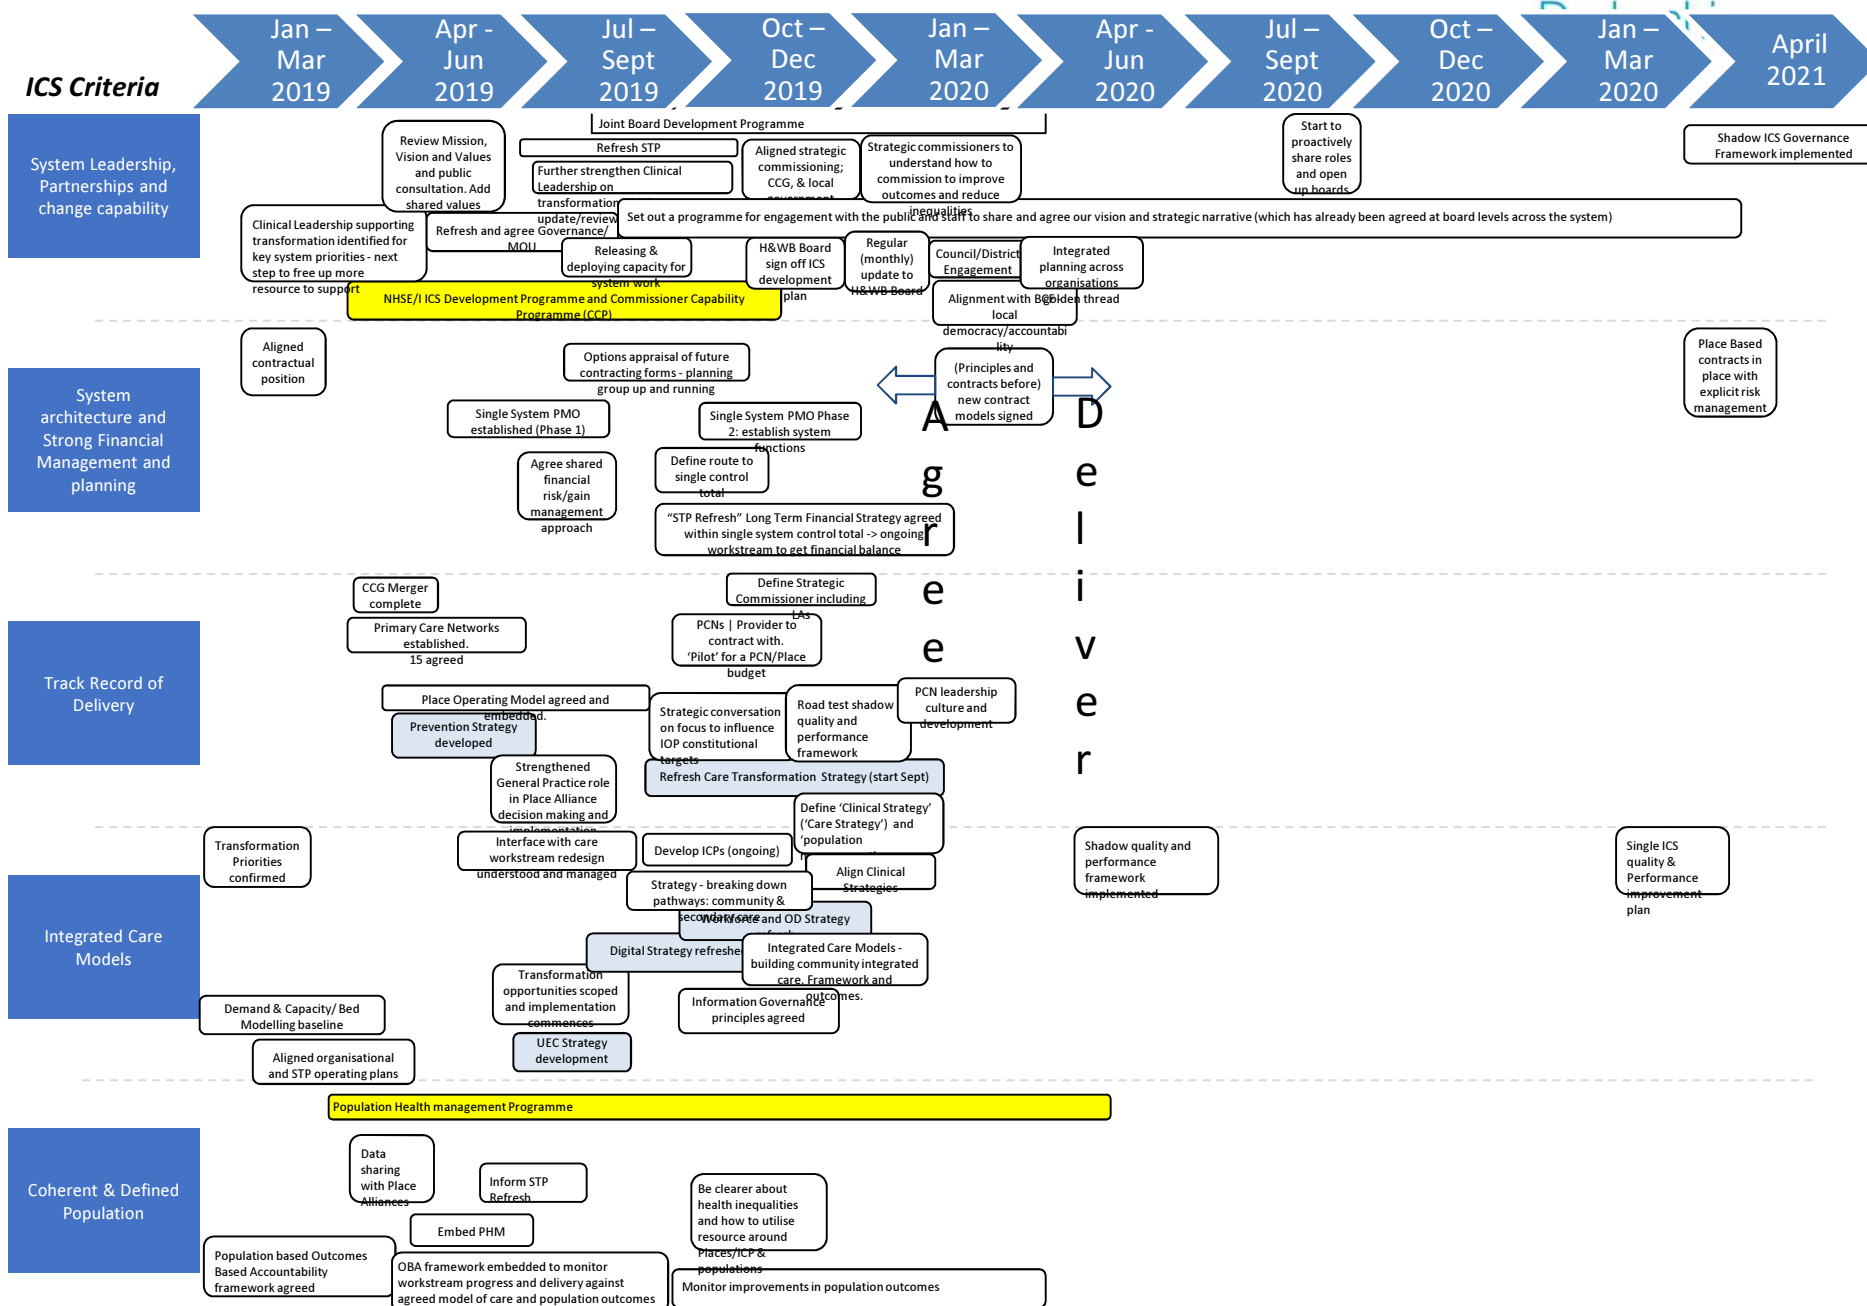 ICS Criteria
Jan –
Mar
2019
Apr -
Jun
2019
Jul –
Sept
2019
Oct –
Dec
2019
Jan –
Mar
2020
Apr -
Jun
2020
Jul –
Sept
2020
Oct –
Dec
2020
Jan –
Mar
2020
April
2021
System Leadership,
Partnerships and
change capability
Joint Board Development Programme
Review Mission,
Vision and Values
and public
consultation. Add
shared values
Refresh STP
Further strengthen Clinical
Leadership on
transformation
update/review
Aligned strategic
commissioning;
CCG, & local
government
Strategic commissioners to
understand how to
commission to improve
outcomes and reduce
inequalities
Start to
proactively
share roles
and open
up boards
Shadow ICS Governance
Framework implemented
Clinical Leadership supporting
transformation identified for
key system priorities - next
step to free up more
resource to support
Refresh and agree Governance/
MOU
Set out a programme for engagement with the public and staff to share and agree our vision and strategic narrative (which has already been agreed at board levels across the system)
Releasing &
deploying capacity for
system work
H&WB Board
sign off ICS
development
plan
Regular
(monthly)
update to
H&WB Board
Council/District
Engagement
Integrated
planning across
organisations
golden thread
Alignment with BCF -
local
democracy/accountabi
lity
NHSE/I ICS Development Programme and Commissioner Capability
Programme (CCP)
System
architecture and
Strong Financial
Management and
planning
Aligned
contractual
position
Options appraisal of future
contracting forms - planning
group up and running
(Principles and
contracts before)
new contract
models signed
Place Based
contracts in
place with
explicit risk
management
Single System PMO
established (Phase 1)
Single System PMO Phase
2: establish system
functions
Agree shared
financial
risk/gain
management
approach
Define route to
single control
total
"STP Refresh" Long Term Financial Strategy agreed
within single system control total -> ongoing
workstream to get financial balance
A
g
r
e
e
D
e
l
i
v
e
r
Track Record of
Delivery
CCG Merger
complete
Define Strategic
Commissioner including
LAs
Primary Care Networks
established.
15 agreed
PCNs | Provider to
contract with.
‘Pilot’ for a PCN/Place
budget
Place Operating Model agreed and
embedded.
Prevention Strategy
developed
Strategic conversation
on focus to influence
IOP constitutional
targets
Road test shadow
quality and
performance
framework
PCN leadership
culture and
development
Strengthened
General Practice role
in Place Alliance
decision making and
implementation
Refresh Care Transformation Strategy (start Sept)
Define ‘Clinical Strategy’
(‘Care Strategy’) and
‘population
Integrated Care
Models
Transformation
Priorities
confirmed
Interface with care
workstream redesign
understood and managed
Develop ICPs (ongoing)
Align Clinical
Strategies
Shadow quality and
performance
framework
implemented
Single ICS
quality &
Performance
improvement
plan
Strategy - breaking down
pathways: community &
secondary care
Workforce and OD Strategy
Digital Strategy refreshed
Integrated Care Models -
building community integrated
care. Framework and
outcomes.
Transformation
opportunities scoped
and implementation
commences
Information Governance
principles agreed
Demand & Capacity/ Bed
Modelling baseline
UEC Strategy
development
Aligned organisational
and STP operating plans
Coherent & Defined
Population
Population Health management Programme
Data
sharing
with Place
Alliances
Inform STP
Refresh
Embed PHM
Be clearer about
health inequalities
and how to utilise
resource around
Places/ICP &
populations
Population based Outcomes
Based Accountability
framework agreed
OBA framework embedded to monitor
workstream progress and delivery against
agreed model of care and population outcomes
Monitor improvements in population outcomes